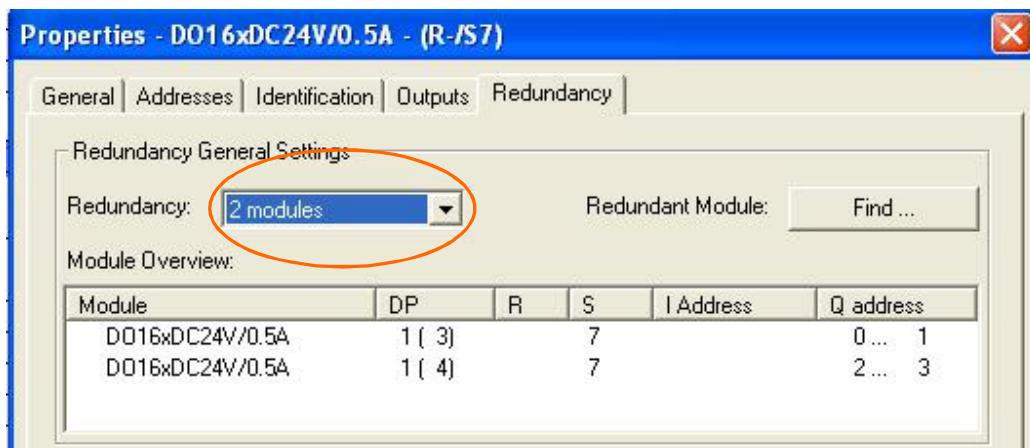 Properties - DO16xDC24V/0.5A - (R-/S7)
General Addresses Identification Outputs Redundancy
Redundancy General Settings
Redundancy: 2 modules Redundant Module: Find ...
Module Overview:
Module DP R S I Address Q address
DO16xDC24V/0.5A 1 ( 3) 7 0 ... 1
DO16xDC24V/0.5A 1 ( 4) 7 2 ... 3